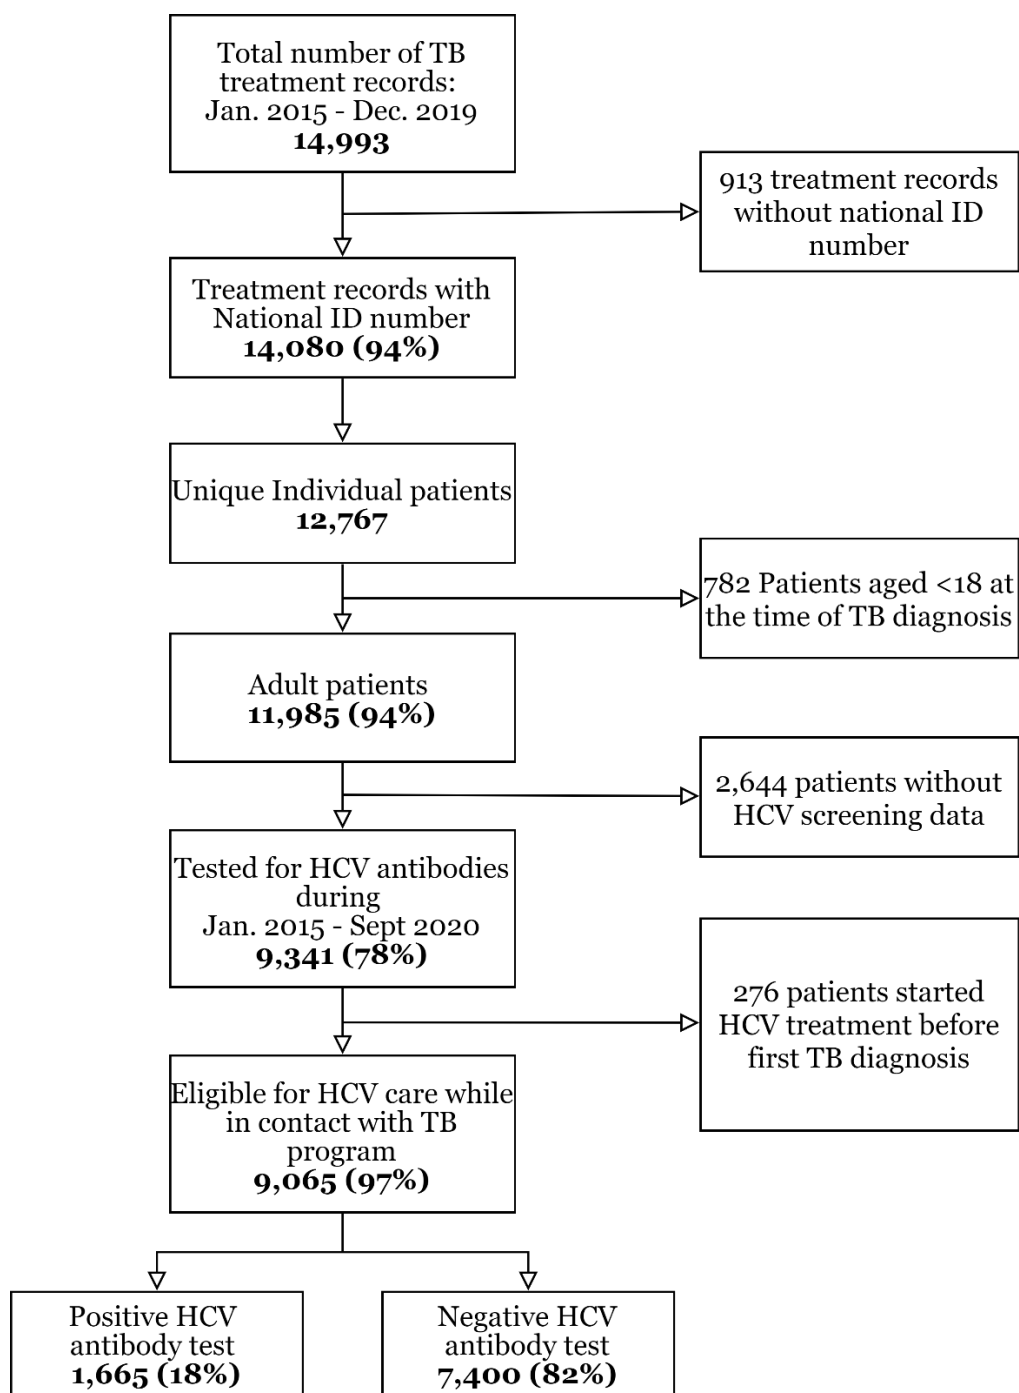 Total number of TB
treatment records:
Jan. 2015 - Dec. 2019
14,993
913 treatment records
without national ID
number
Treatment records with
National ID number
14,080 (94%)
Unique Individual patients
12,767
782 Patients aged <18 at
the time of TB diagnosis
Adult patients
11,985 (94%)
2,644 patients without
HCV screening data
Tested for HCV antibodies
during
Jan. 2015 - Sept 2020
9,341 (78%)
276 patients started
HCV treatment before
first TB diagnosis
Eligible for HCV care while
in contact with TB
program
9,065 (97%)
Positive HCV
antibody test
1,665 (18%)
Negative HCV
antibody test
7,400 (82%)